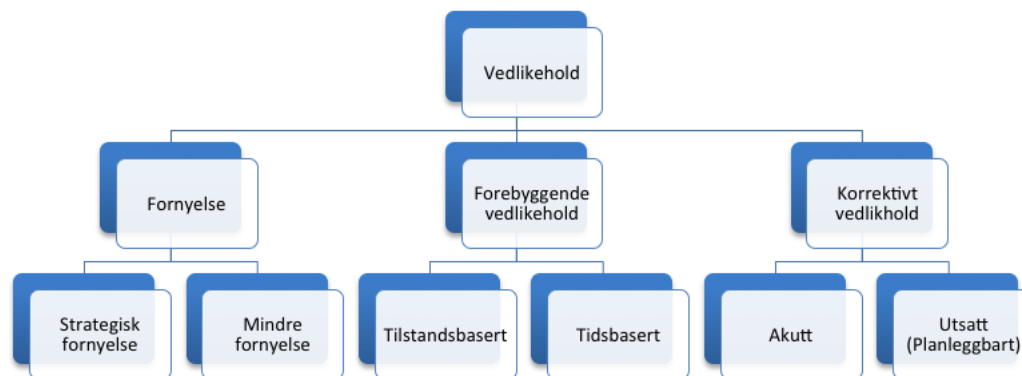 Vedlikehold
Fornyelse
Forebyggende
vedlikehold
Korrektivt
vedlikhold
Strategisk
fornyelse
Mindre
fornyelse
Tilstandsbasert
Tidsbasert
Akutt
Utsatt
(Planleggbart)